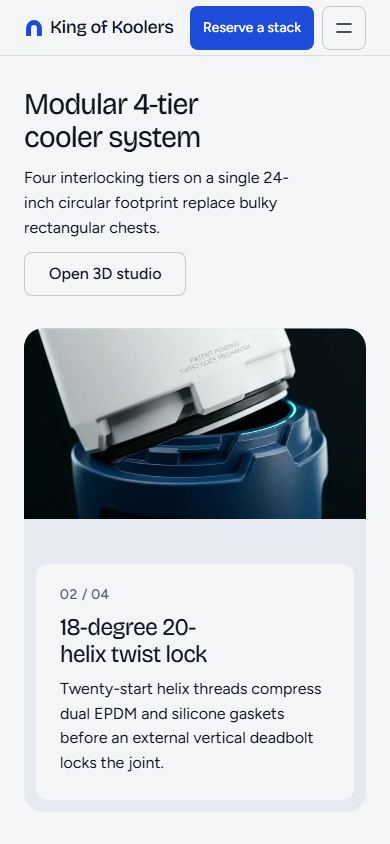 King of Koolers
Reserve a stack
Modular 4-tier
cooler system
Four interlocking tiers on a single 24-
inch circular footprint replace bulky
rectangular chests.
Open 3D studio
PATENT PENDING
TWIST-LOCK MECHANISM
02 / 04
18-degree 20-
helix twist lock
Twenty-start helix threads compress
dual EPDM and silicone gaskets
before an external vertical deadbolt
locks the joint.